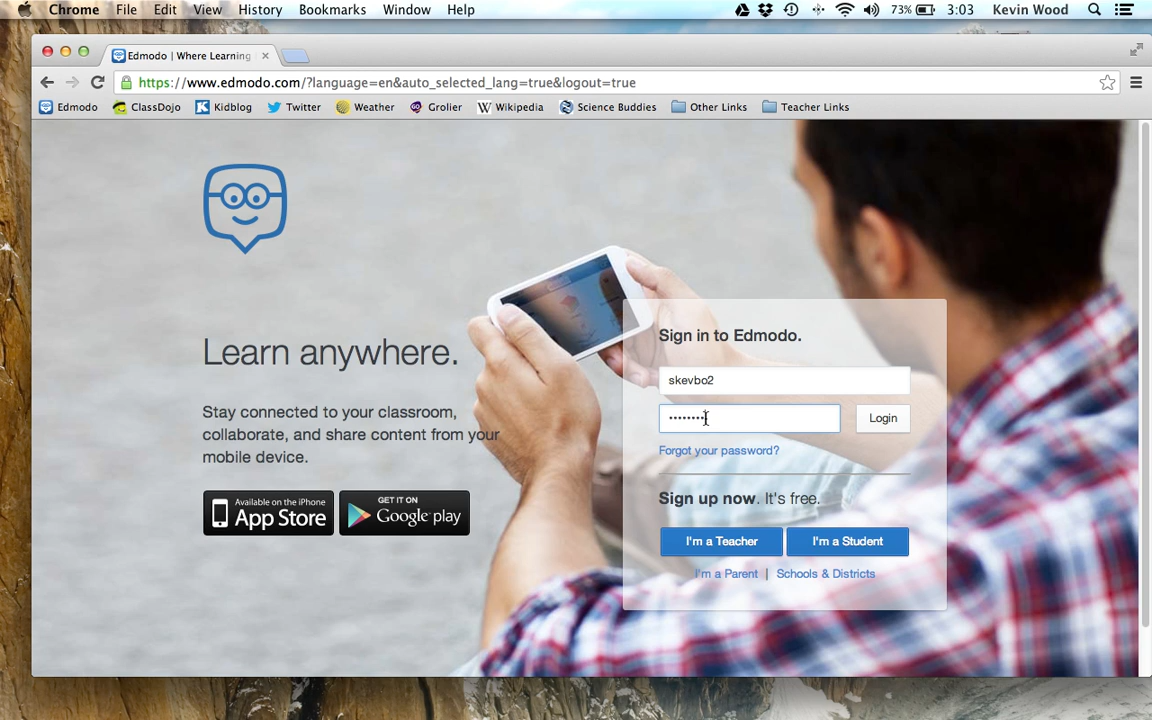 Chrome File Edit View History Bookmarks Window Help 73% 3:03 Kevin Wood
Edmodo | Where Learning
https://www.edmodo.com/?language=en&auto_selected_lang=true&logout=true
Edmodo ClassDojo Kidblog Twitter Weather Grolier Wikipedia Science Buddies Other Links Teacher Links
Learn anywhere.
Stay connected to your classroom,
collaborate, and share content from your
mobile device.
Available on the iPhone
App Store
GET IT ON
Google play
Sign in to Edmodo.
skevbo2
Login
Forgot your password?
Sign up now. It's free.
I'm a Teacher I'm a Student
I'm a Parent | Schools & Districts